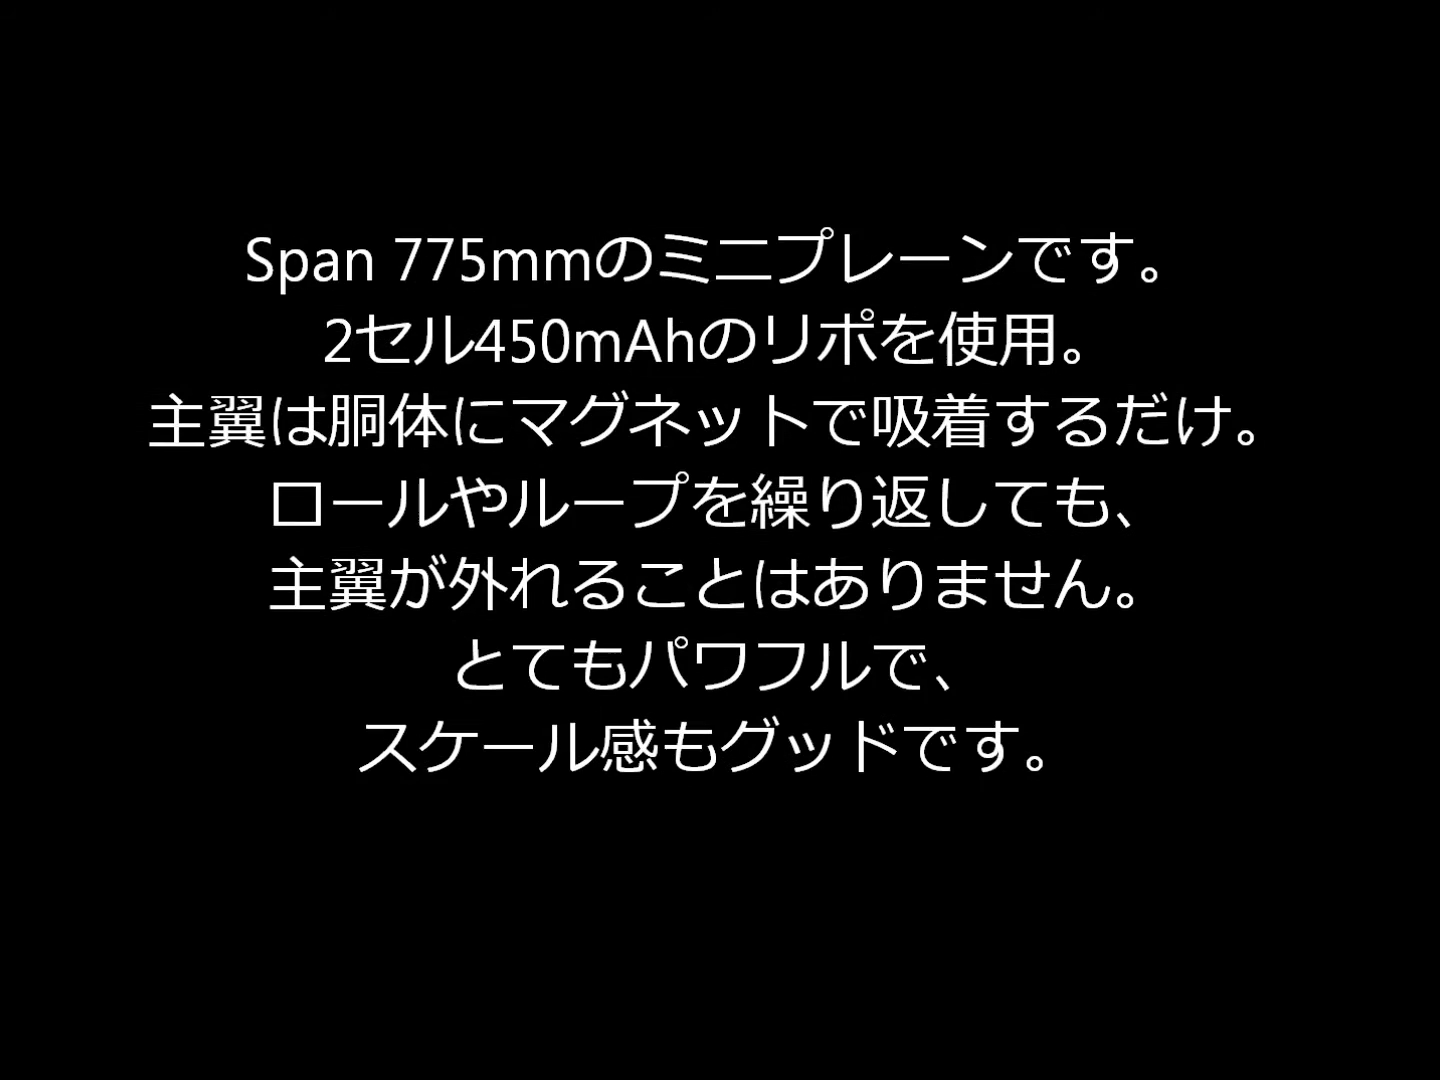 Span 775mmのミニプレーンです。
2セル450mAhのリポを使用。
主翼は胴体にマグネットで吸着するだけ。
ロールやループを繰り返しても、
主翼が外れることはありません。
とてもパワフルで、
スケール感もグッドです。